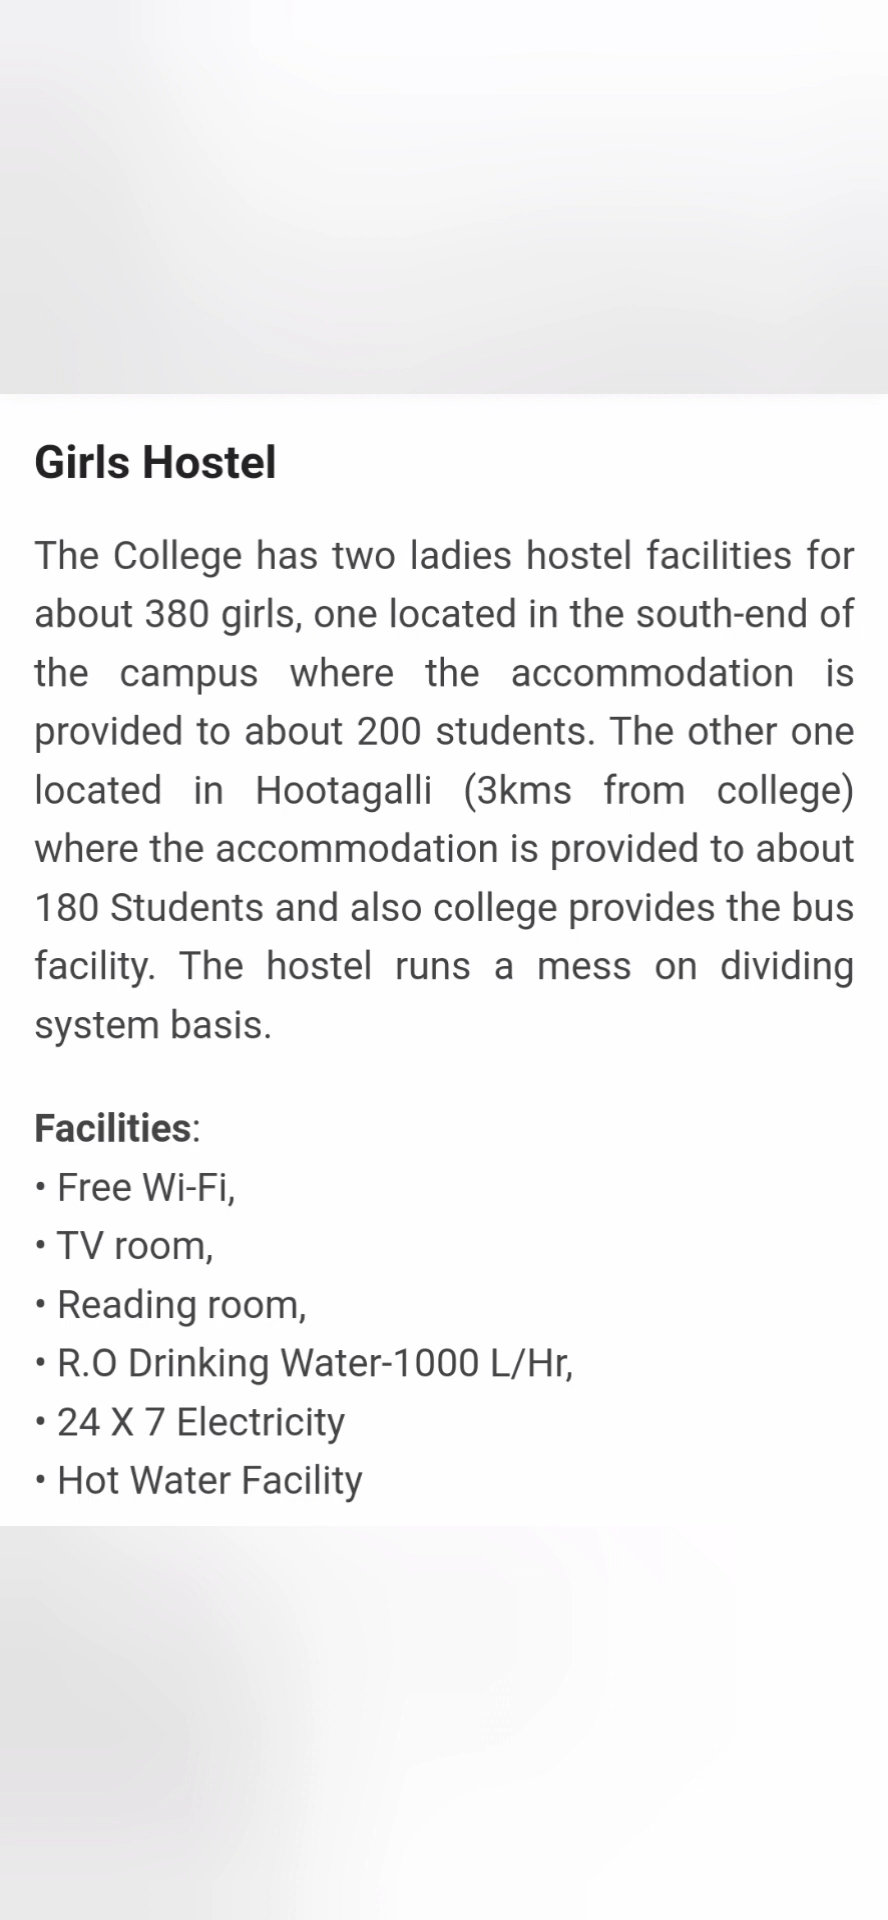 Girls Hostel
The College has two ladies hostel facilities for
about 380 girls, one located in the south-end of
the campus where the accommodation is
provided to about 200 students. The other one
located in Hootagalli (3kms from college)
where the accommodation is provided to about
180 Students and also college provides the bus
facility. The hostel runs a mess on dividing
system basis.
Facilities:
• Free Wi-Fi,
• TV room,
• Reading room,
• R.O Drinking Water-1000 L/Hr,
• 24 X 7 Electricity
• Hot Water Facility